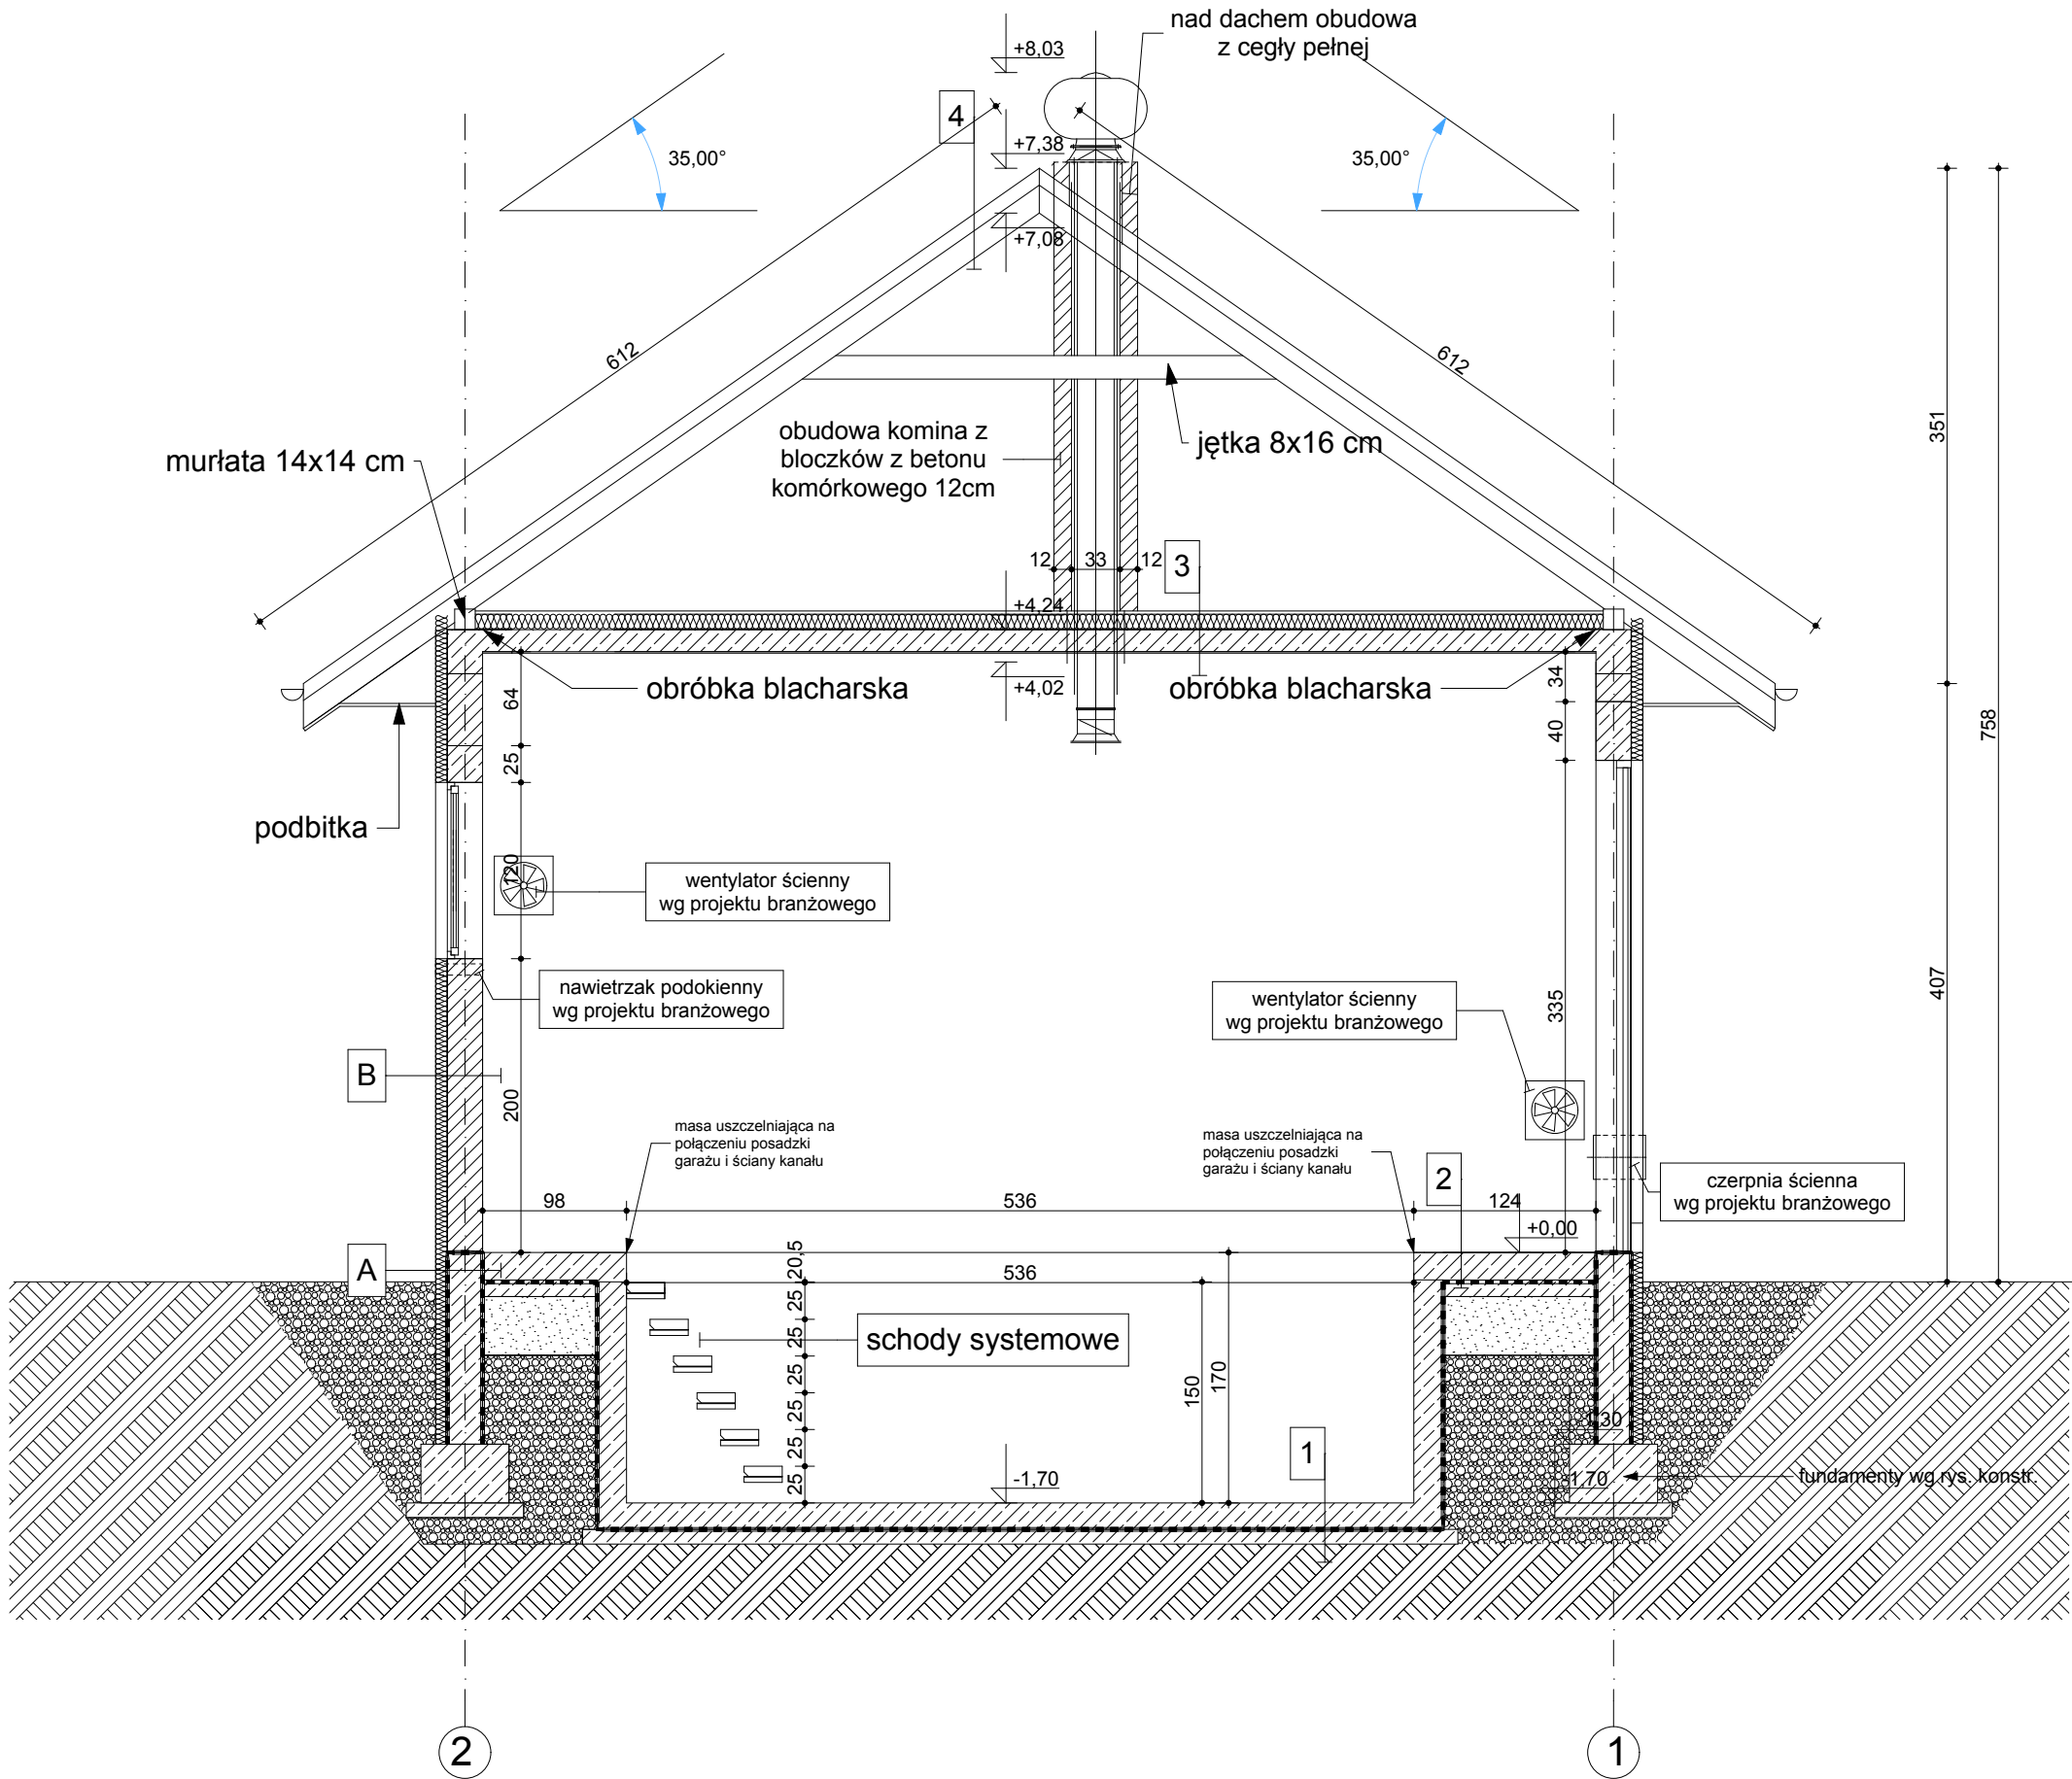 nad dachem obudowa
z cegły pełnej
+8,03
4
+7,38
35,00°
35,00°
+7,08
612
612
351
758
obudowa komina z
bloczków z betonu
komórkowego 12cm
jętka 8x16 cm
murłata 14x14 cm
12
33
12
3
+4,24
+4,02
obróbka blacharska
obróbka blacharska
64
34
40
25
podbitka
120
wentylator ścienny
wg projektu branżowego
nawietrzak podokienny
wg projektu branżowego
wentylator ścienny
wg projektu branżowego
335
407
B
200
masa uszczelniająca na
połączeniu posadzki
garażu i ściany kanału
masa uszczelniająca na
połączeniu posadzki
garażu i ściany kanału
2
czerpnia ścienna
wg projektu branżowego
98
536
124
+0,00
A
20,5
536
25
25
25
25
25
25
schody systemowe
150
170
1
-1,70
30
1,70
fundamenty wg rys. konstr.
2
1